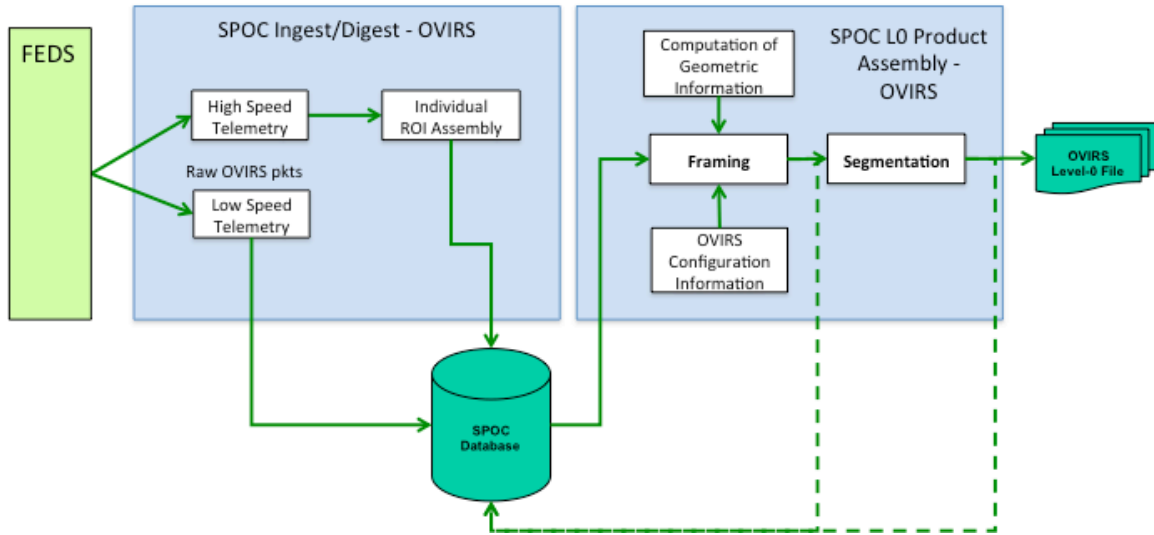 FEDS
SPOC Ingest/Digest - OVIRS
High Speed
Telemetry
Individual
ROI Assembly
Raw OVIRS pkts
Low Speed
Telemetry
SPOC L0 Product
Assembly -
OVIRS
Computation of
Geometric
Information
Framing
Segmentation
OVIRS
Configuration
Information
OVIRS
Level-0 File
SPOC
Database